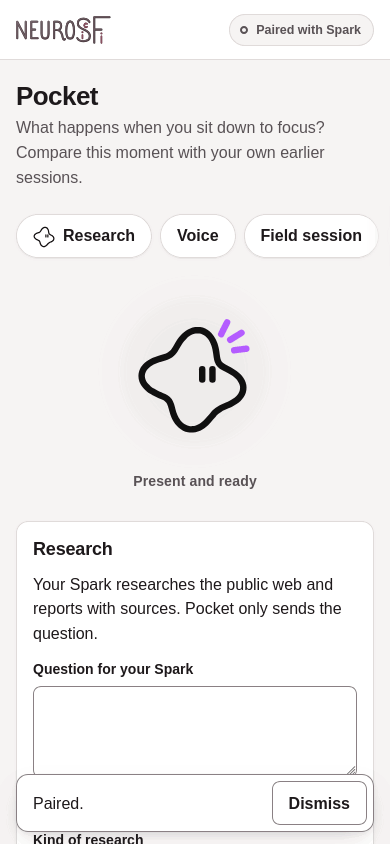 NEUROSIFI
Paired with Spark
Pocket
What happens when you sit down to focus?
Compare this moment with your own earlier
sessions.
Research
Voice
Field session
Present and ready
Research
Your Spark researches the public web and
reports with sources. Pocket only sends the
question.
Question for your Spark
Paired.
Dismiss
Kind of research